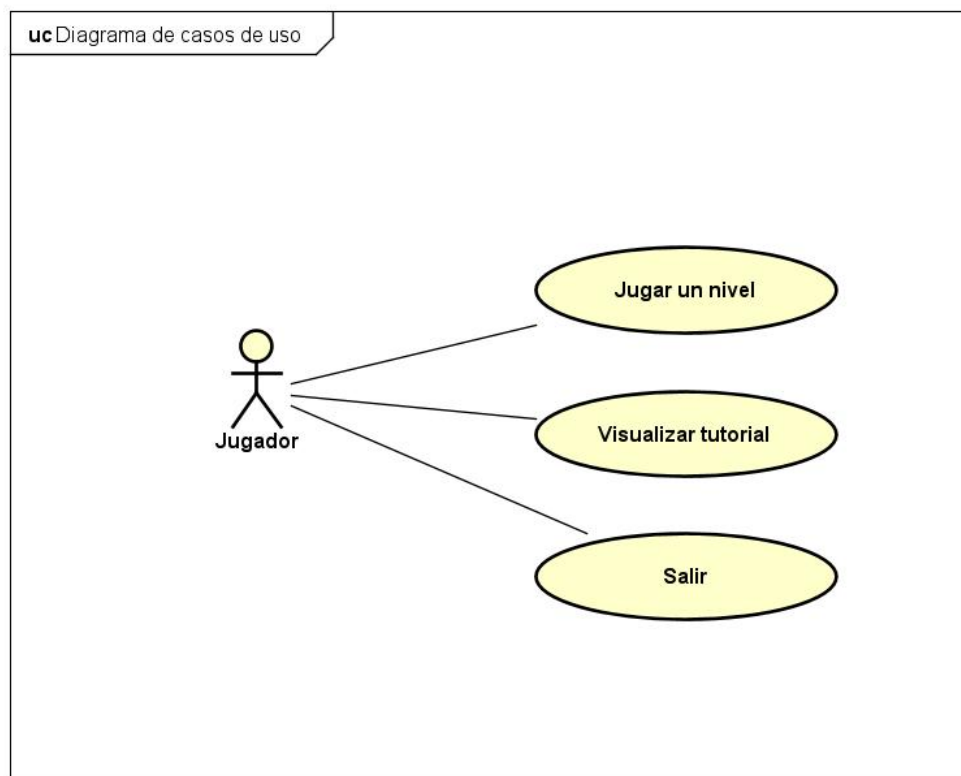 uc Diagrama de casos de uso
Jugar un nivel
Jugador
Visualizar tutorial
Salir